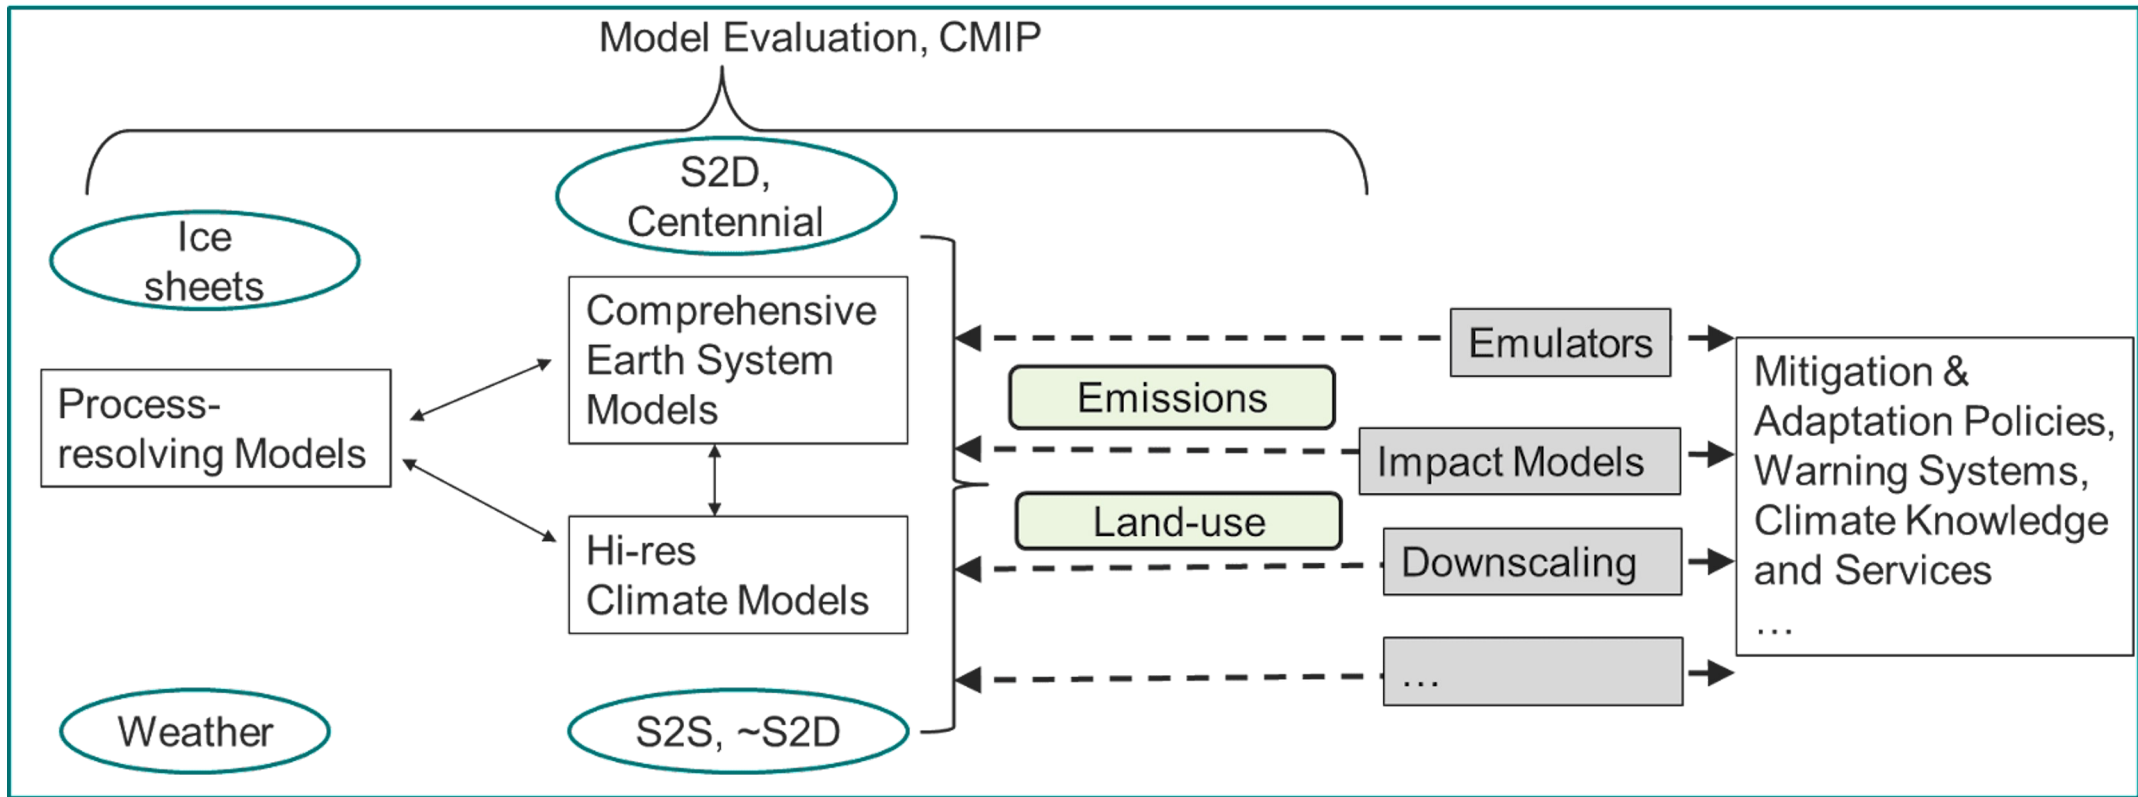 Model Evaluation, CMIP
S2D,
Centennial
Ice
sheets
Comprehensive
Earth System
Models
Process-
resolving Models
Hi-res
Climate Models
Weather
S2S, ~S2D
Emissions
Land-use
Emulators
Impact Models
Downscaling
…
Mitigation &
Adaptation Policies,
Warning Systems,
Climate Knowledge
and Services
…